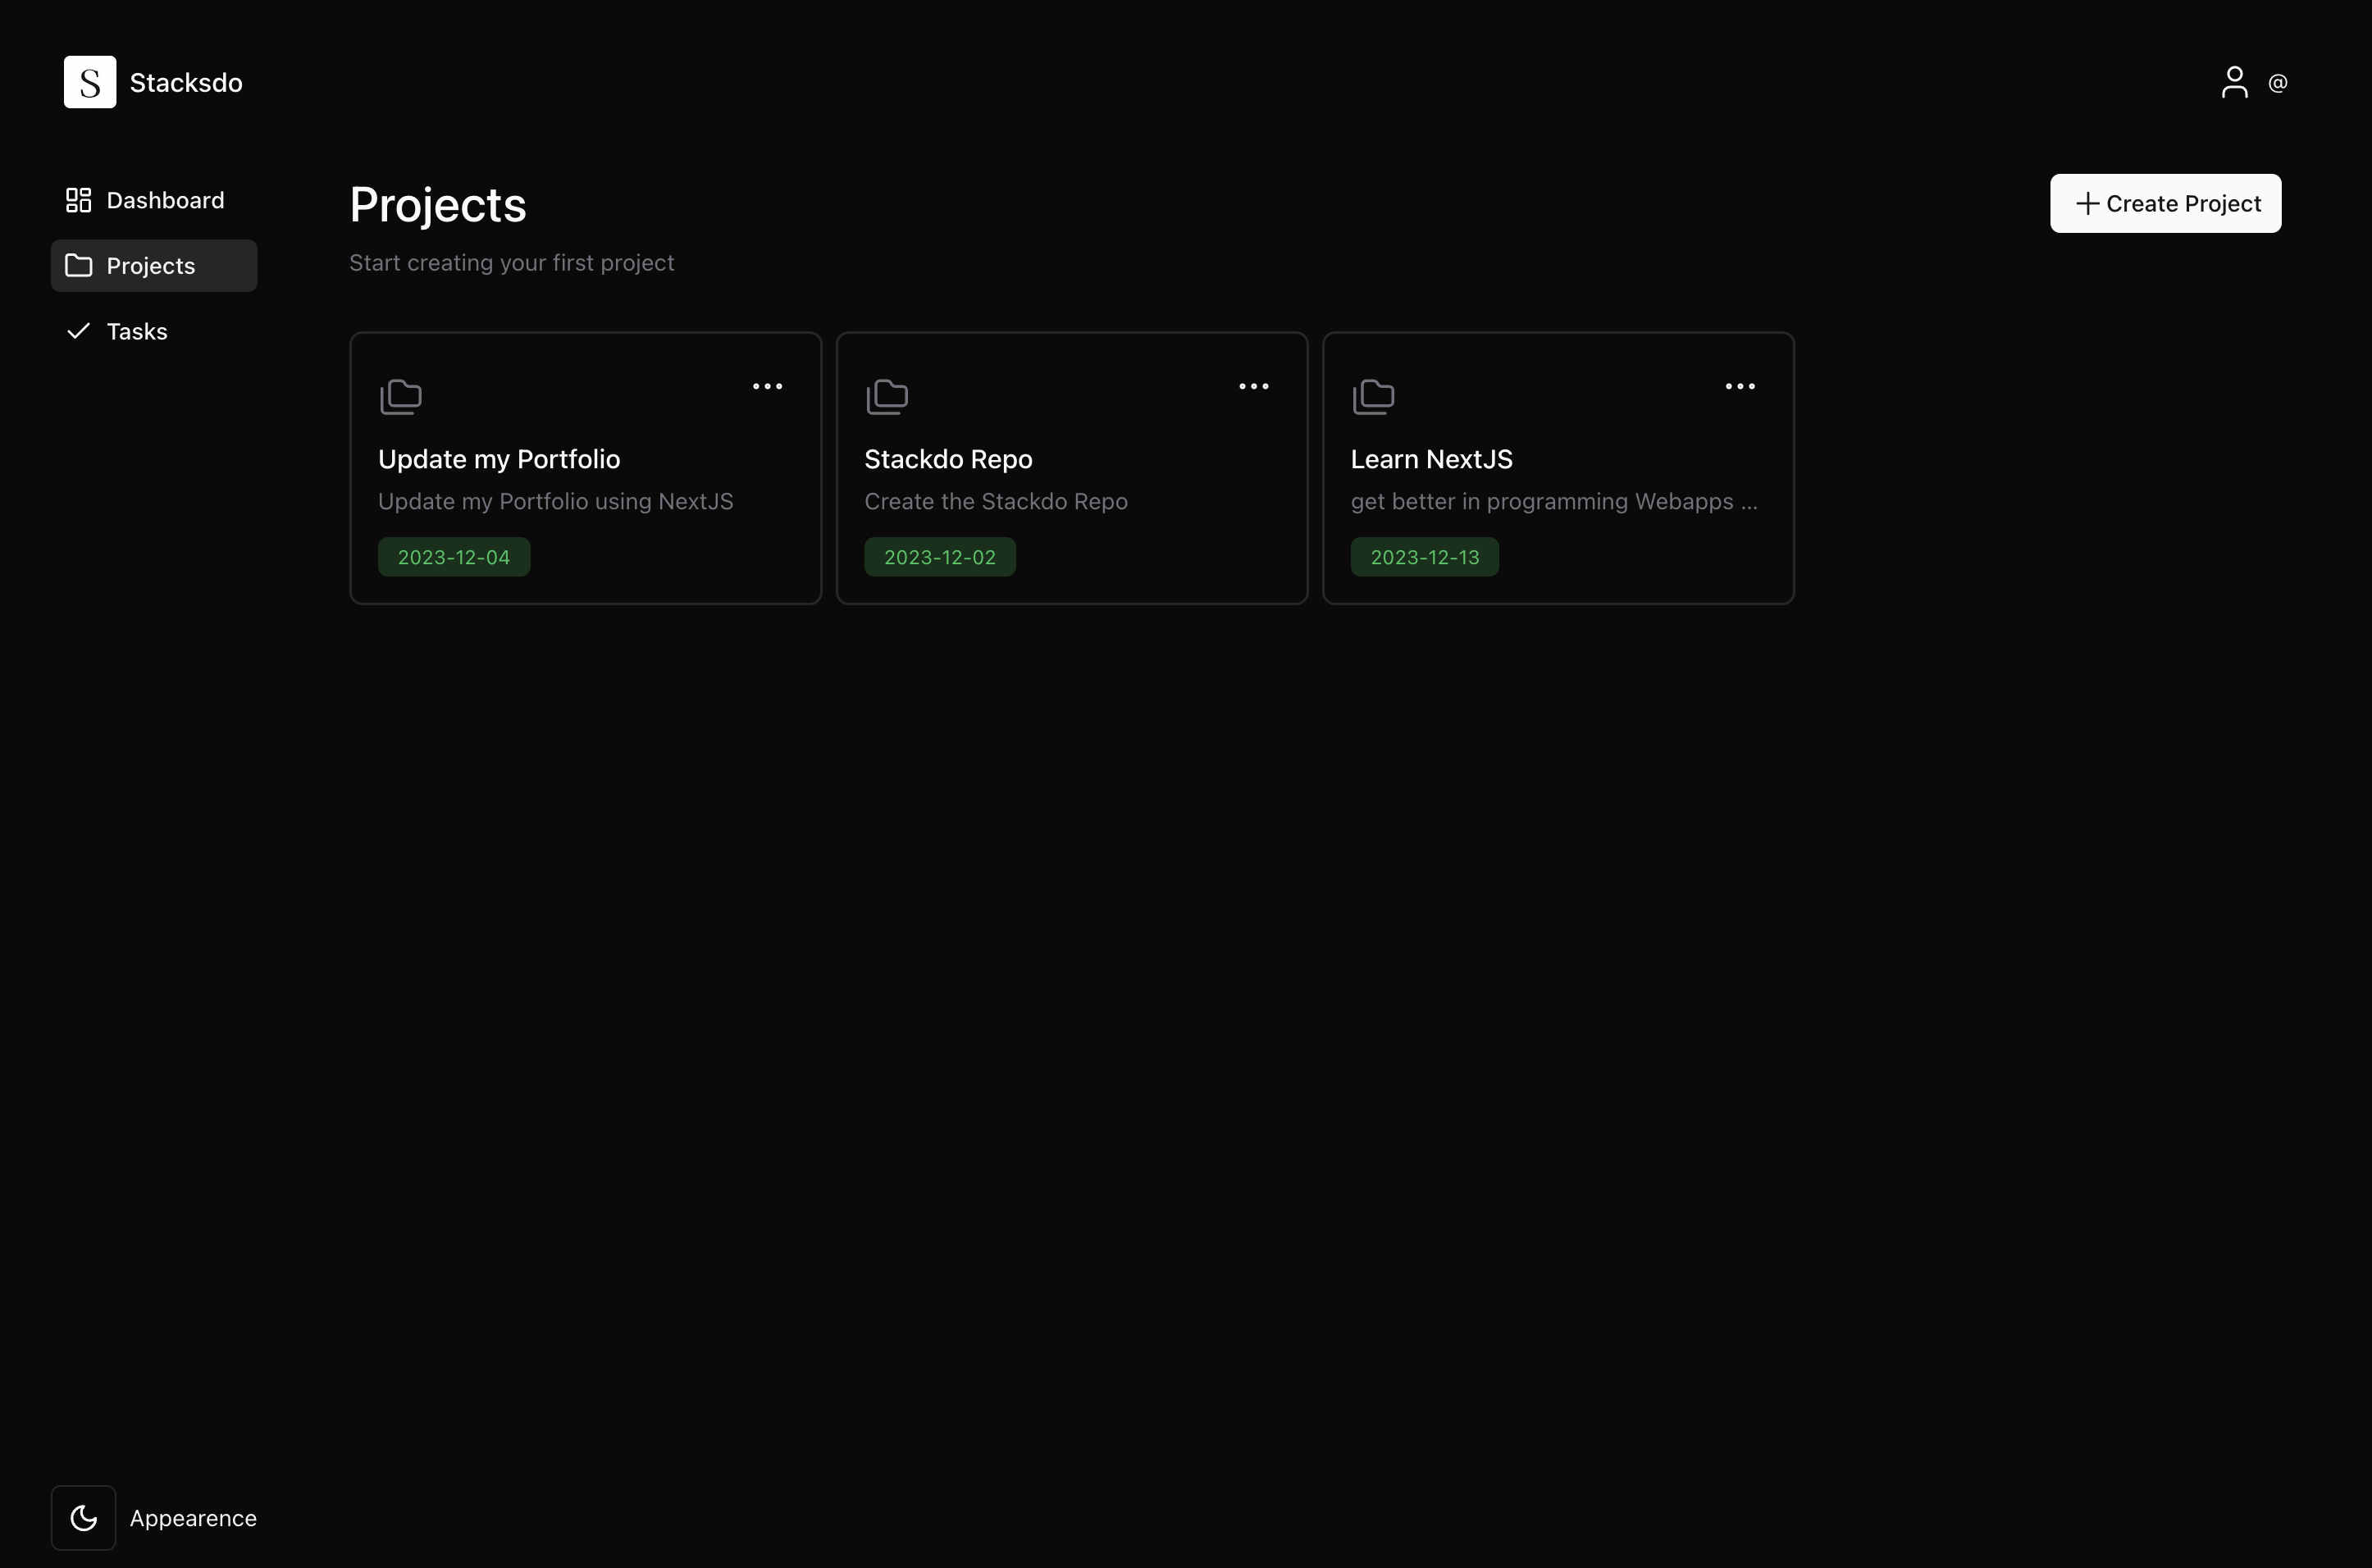 S
Stacksdo
@
Dashboard
Projects
Tasks
Projects
Start creating your first project
Create Project
Update my Portfolio
Update my Portfolio using NextJS
2023-12-04
Stackdo Repo
Create the Stackdo Repo
2023-12-02
Learn NextJS
get better in programming Webapps ...
2023-12-13
Appearence